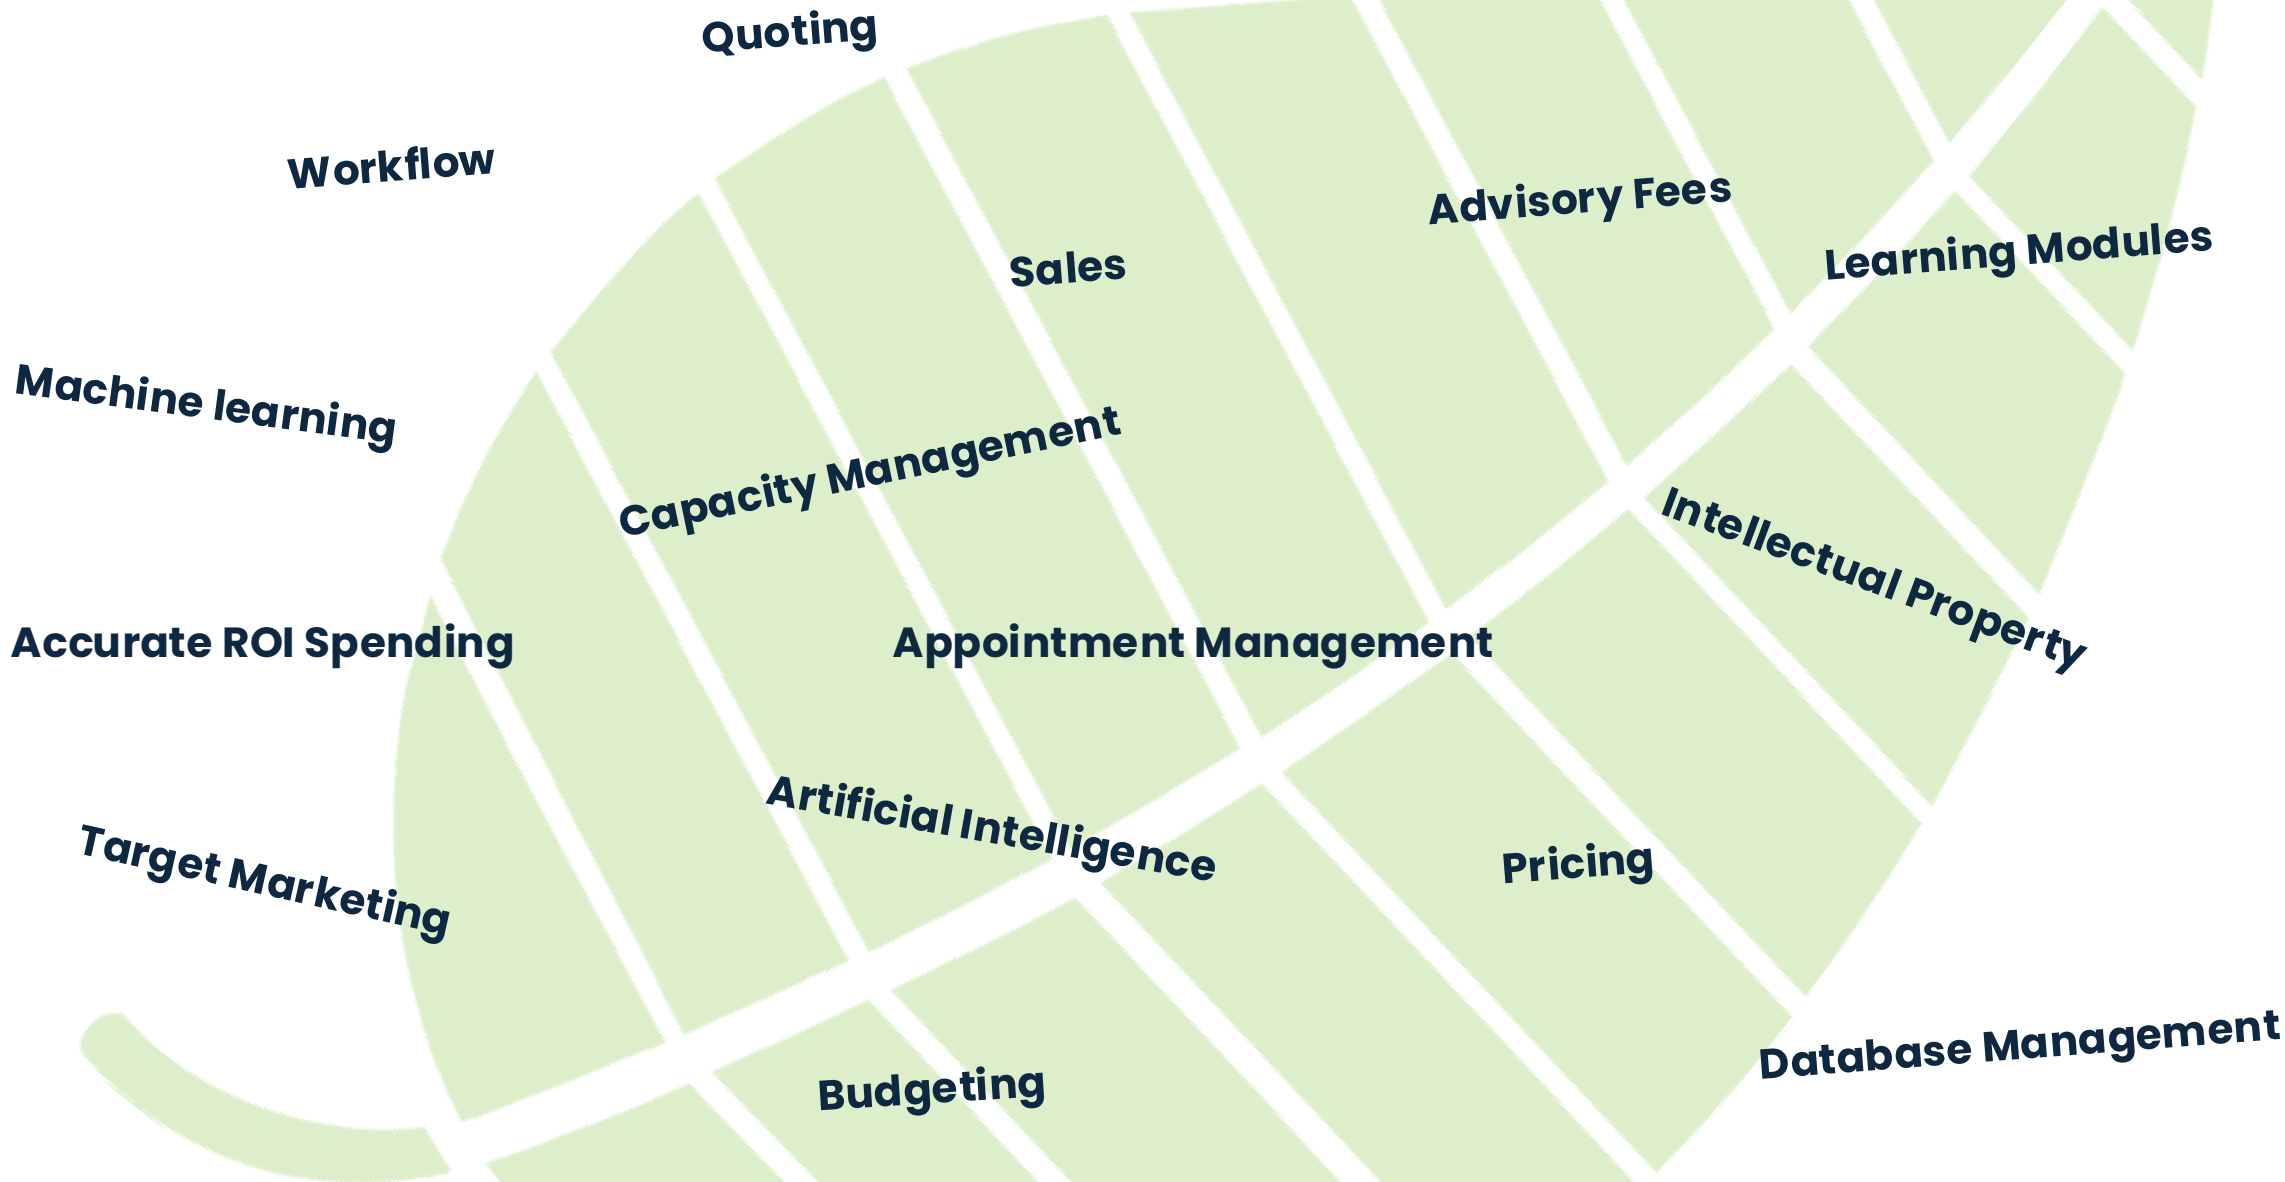 Quoting
Workflow
Advisory Fees
Learning Modules
Sales
Machine learning
Capacity Management
Intellectual Property
Accurate ROI Spending
Appointment Management
Artificial Intelligence
Pricing
Target Marketing
Database Management
Budgeting